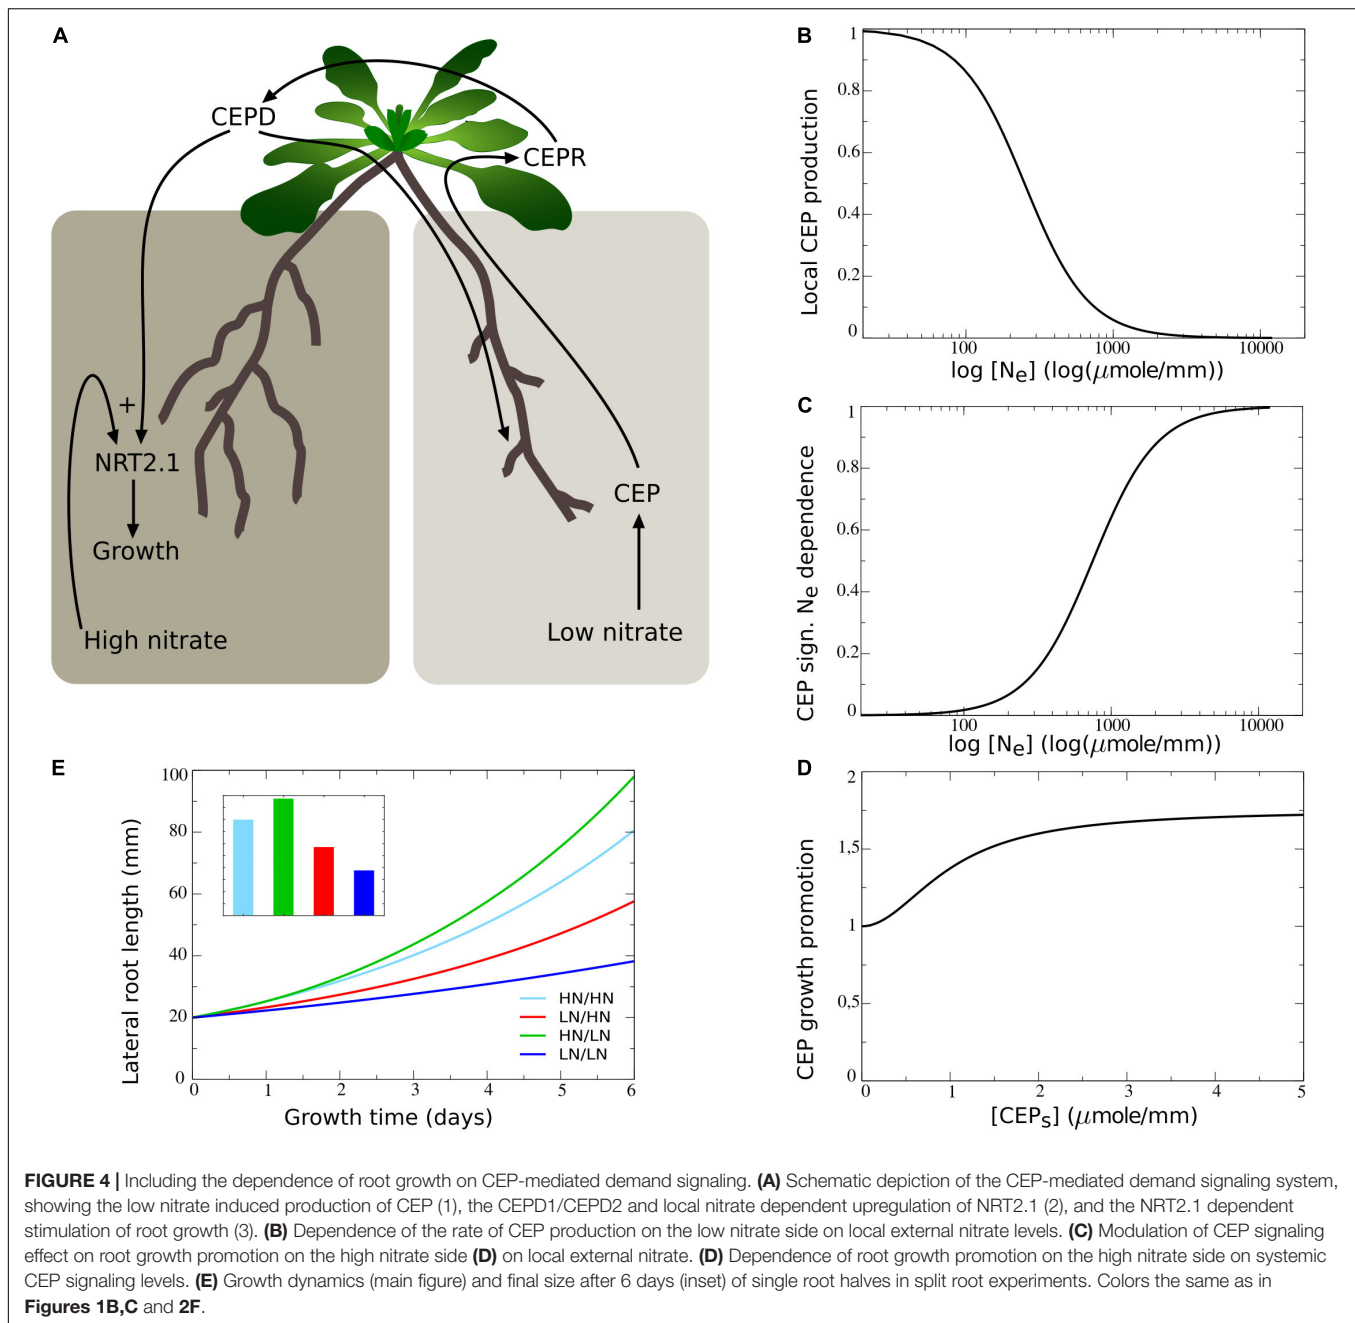 A
CEPD
CEPR
+
NRT2.1
Growth
High nitrate
CEP
Low nitrate
B
Local CEP production
1
0.8
0.6
0.4
0.2
0
100
1000
10000
log [Ne] (log(μmole/mm))
C
CEP sign. Ne dependence
1
0.8
0.6
0.4
0.2
0
100
1000
10000
log [Ne] (log(μmole/mm))
E
Lateral root length (mm)
100
80
60
40
20
0
HN/HN
LN/HN
HN/LN
LN/LN
0
1
2
3
4
5
6
Growth time (days)
D
CEP growth promotion
2
1,5
1
0,5
0
0
1
2
3
4
5
[CEPs] (μmole/mm)
FIGURE 4 | Including the dependence of root growth on CEP-mediated demand signaling. (A) Schematic depiction of the CEP-mediated demand signaling system,
showing the low nitrate induced production of CEP (1), the CEPD1/CEPD2 and local nitrate dependent upregulation of NRT2.1 (2), and the NRT2.1 dependent
stimulation of root growth (3). (B) Dependence of the rate of CEP production on the low nitrate side on local external nitrate levels. (C) Modulation of CEP signaling
effect on root growth promotion on the high nitrate side (D) on local external nitrate. (D) Dependence of root growth promotion on the high nitrate side on systemic
CEP signaling levels. (E) Growth dynamics (main figure) and final size after 6 days (inset) of single root halves in split root experiments. Colors the same as in
Figures 1B,C and 2F.